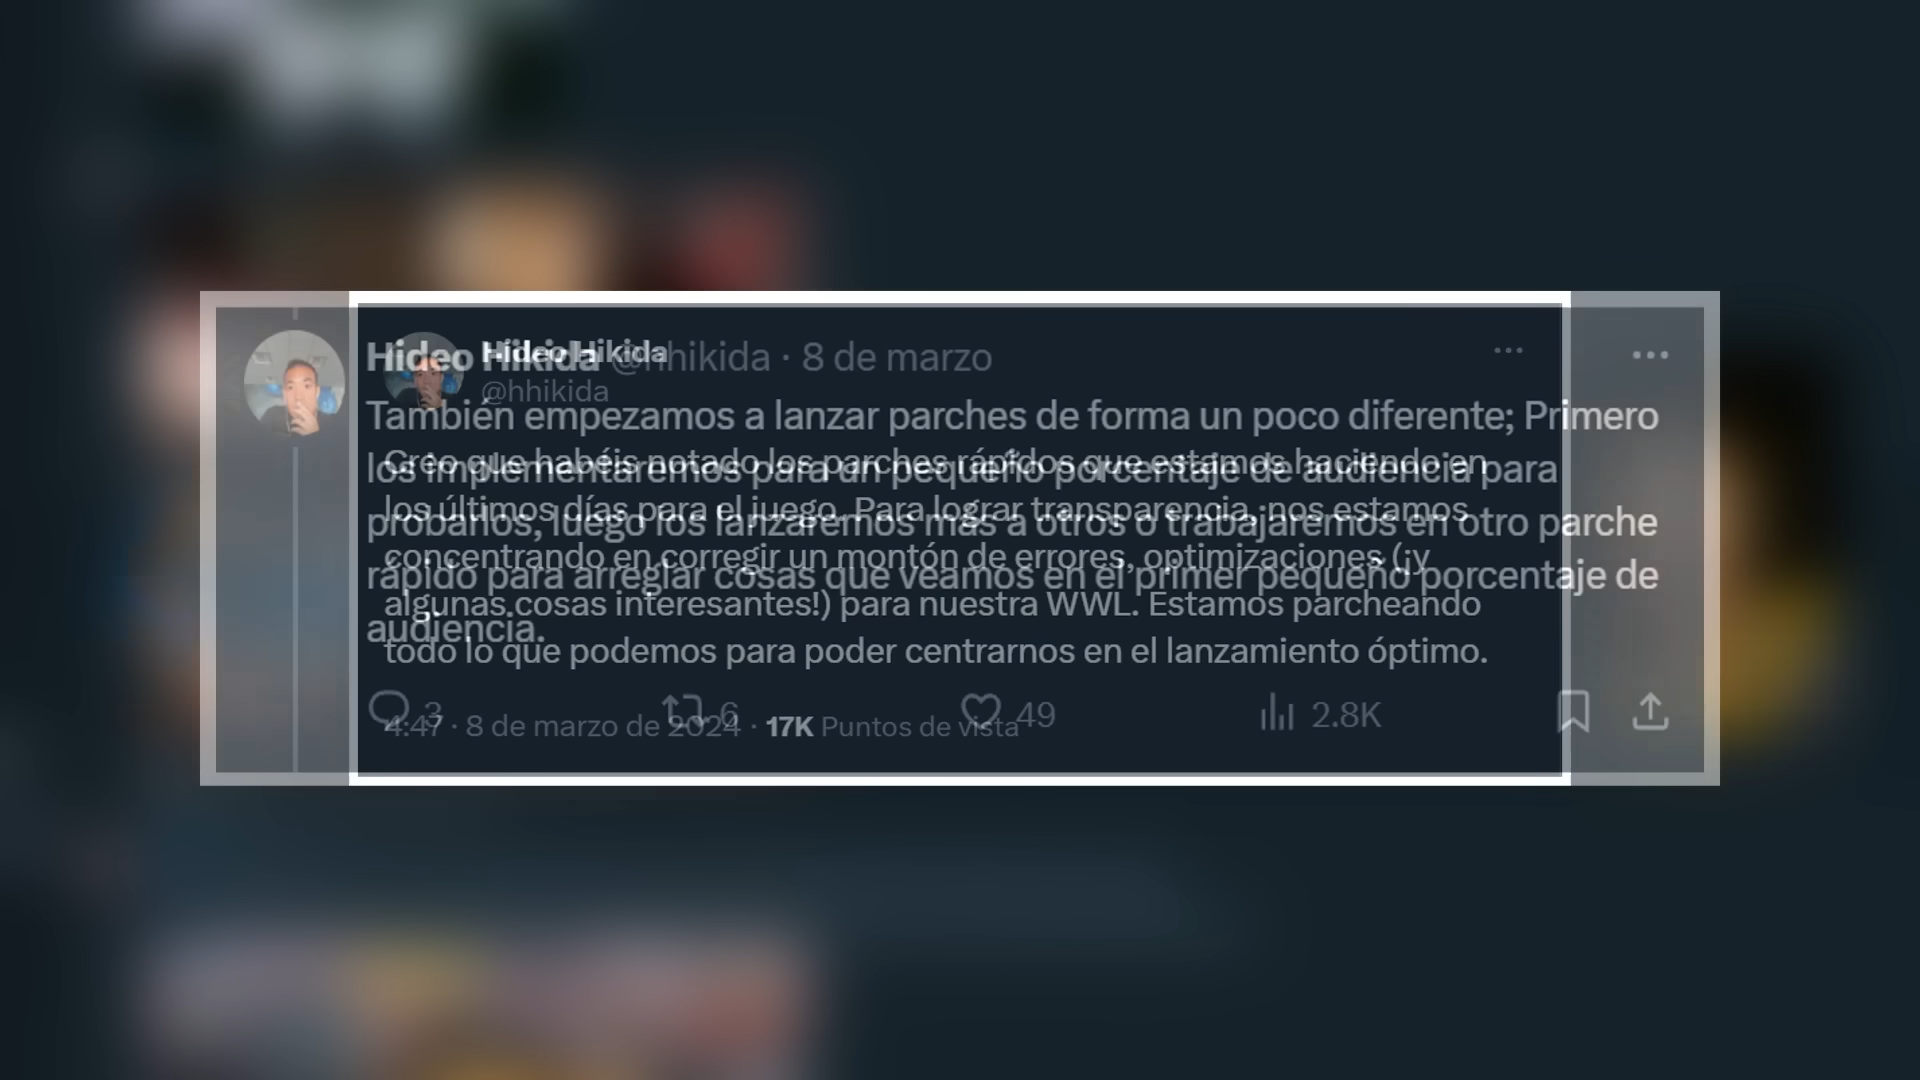 Hideo Hikida @hhikida · 8 de marzo
También empezamos a lanzar parches de forma un poco diferente; Primero
los implementaremos para un pequeño porcentaje de audiencia para
probarlos, luego los lanzaremos más a otros o trabajaremos en otro parche
rápido para arreglar cosas que veamos en el primer pequeño porcentaje de
audiencia.
3 6 49 2.8K
Hideo Hikida
@hhikida
Creo que habéis notado los parches rápidos que estamos haciendo en
los últimos días para el juego. Para lograr transparencia, nos estamos
concentrando en corregir un montón de errores, optimizaciones (¡y
algunas cosas interesantes!) para nuestra WWL. Estamos parcheando
todo lo que podemos para poder centrarnos en el lanzamiento óptimo.
4:47 · 8 de marzo de 2024 · 17K Puntos de vista